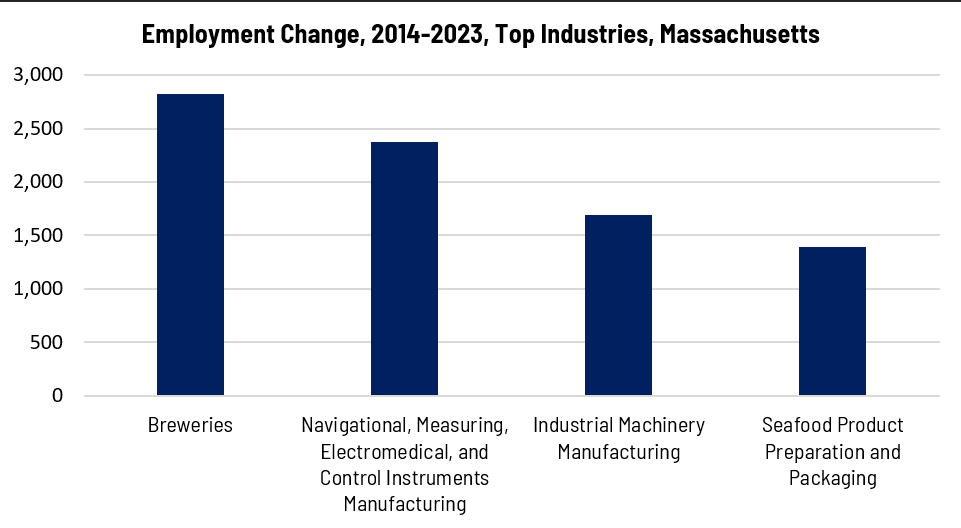 Employment Change, 2014-2023, Top Industries, Massachusetts
3,000
2,500
2,000
1,500
1,000
500
0
Breweries
Navigational, Measuring,
Electromedical, and
Control Instruments
Manufacturing
Industrial Machinery
Manufacturing
Seafood Product
Preparation and
Packaging